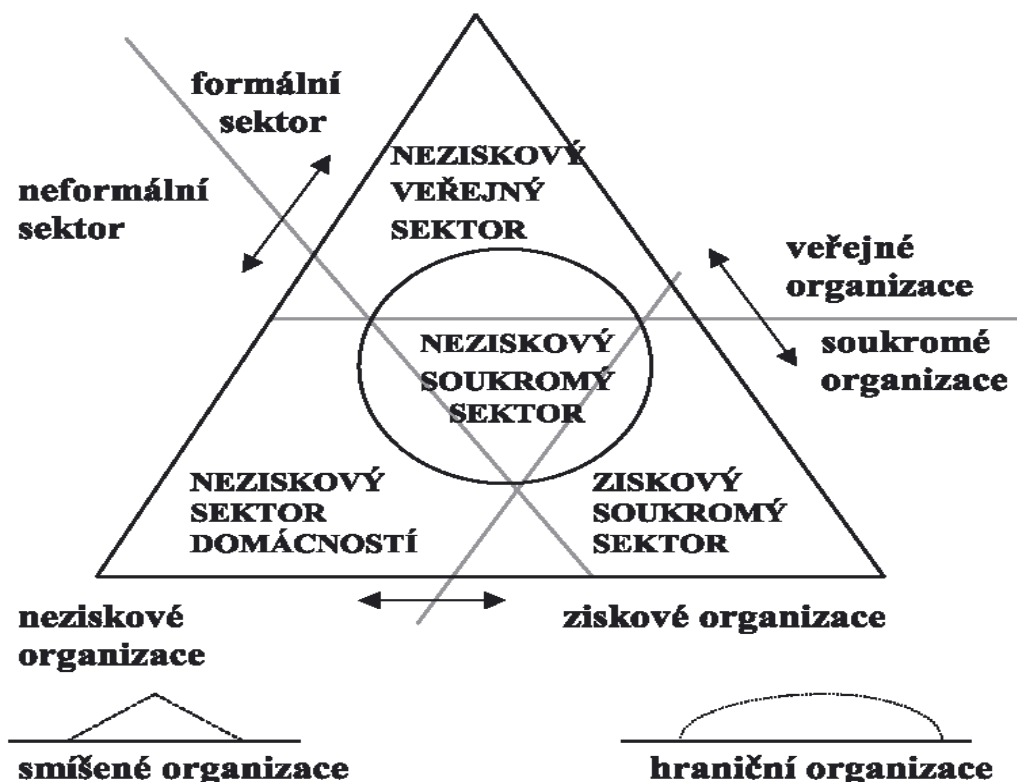 formální
sektor
neformální
sektor
NEZISKOVÝ
VEŘEJNÝ
SEKTOR
veřejné
organizace
soukromé
organizace
NEZISKOVÝ
SOUKROMÝ
SEKTOR
NEZISKOVÝ
SEKTOR
DOMÁCNOSTÍ
ZISKOVÝ
SOUKROMÝ
SEKTOR
neziskové
organizace
ziskové organizace
smíšené organizace
hraniční organizace